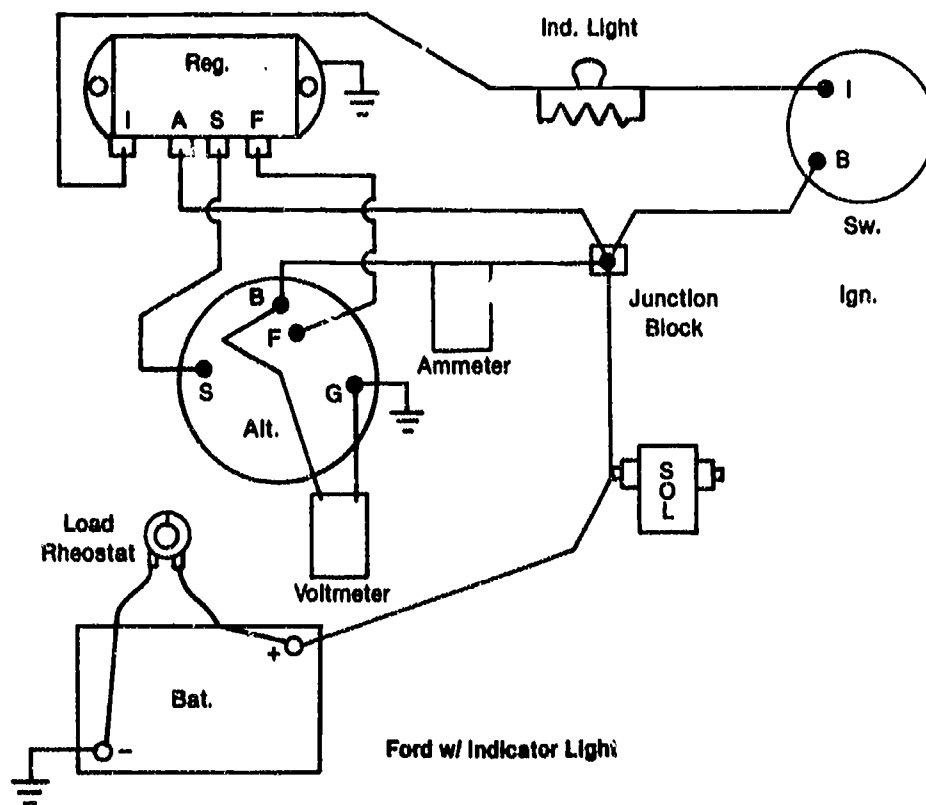 Ind. Light
Reg.
I A S F
I
B
Sw.
Ign.
B
F
S
G
Alt.
Junction
Block
Ammeter
S
O
L
Load
Rheostat
Voltmeter
+
Bat.
-
Ford w/ Indicator Light